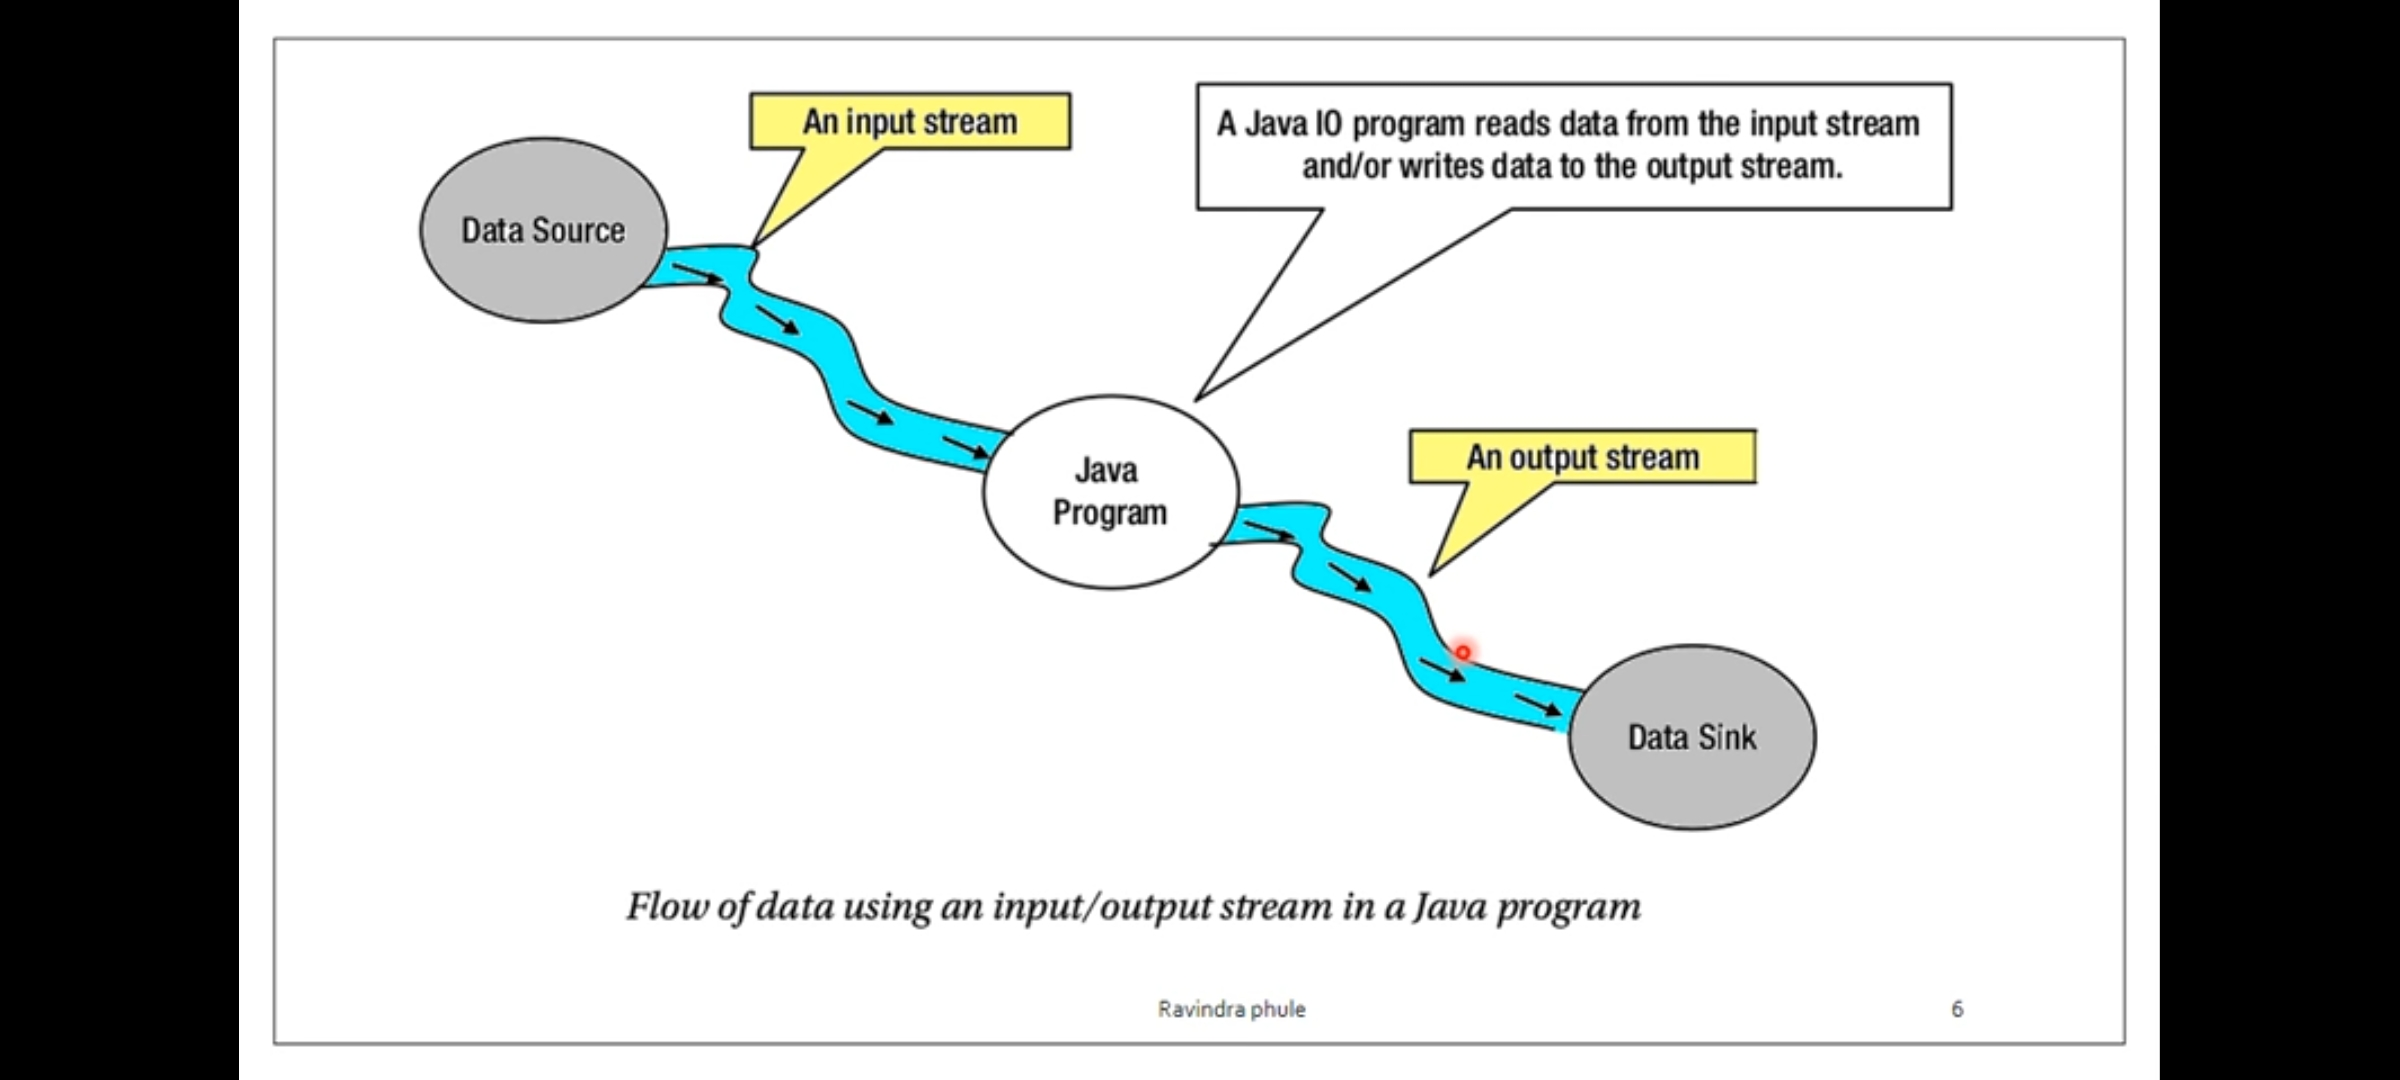 An input stream
A Java IO program reads data from the input stream
and/or writes data to the output stream.
Data Source
Java
Program
An output stream
Data Sink
Flow of data using an input/output stream in a Java program
Ravindra phule
6